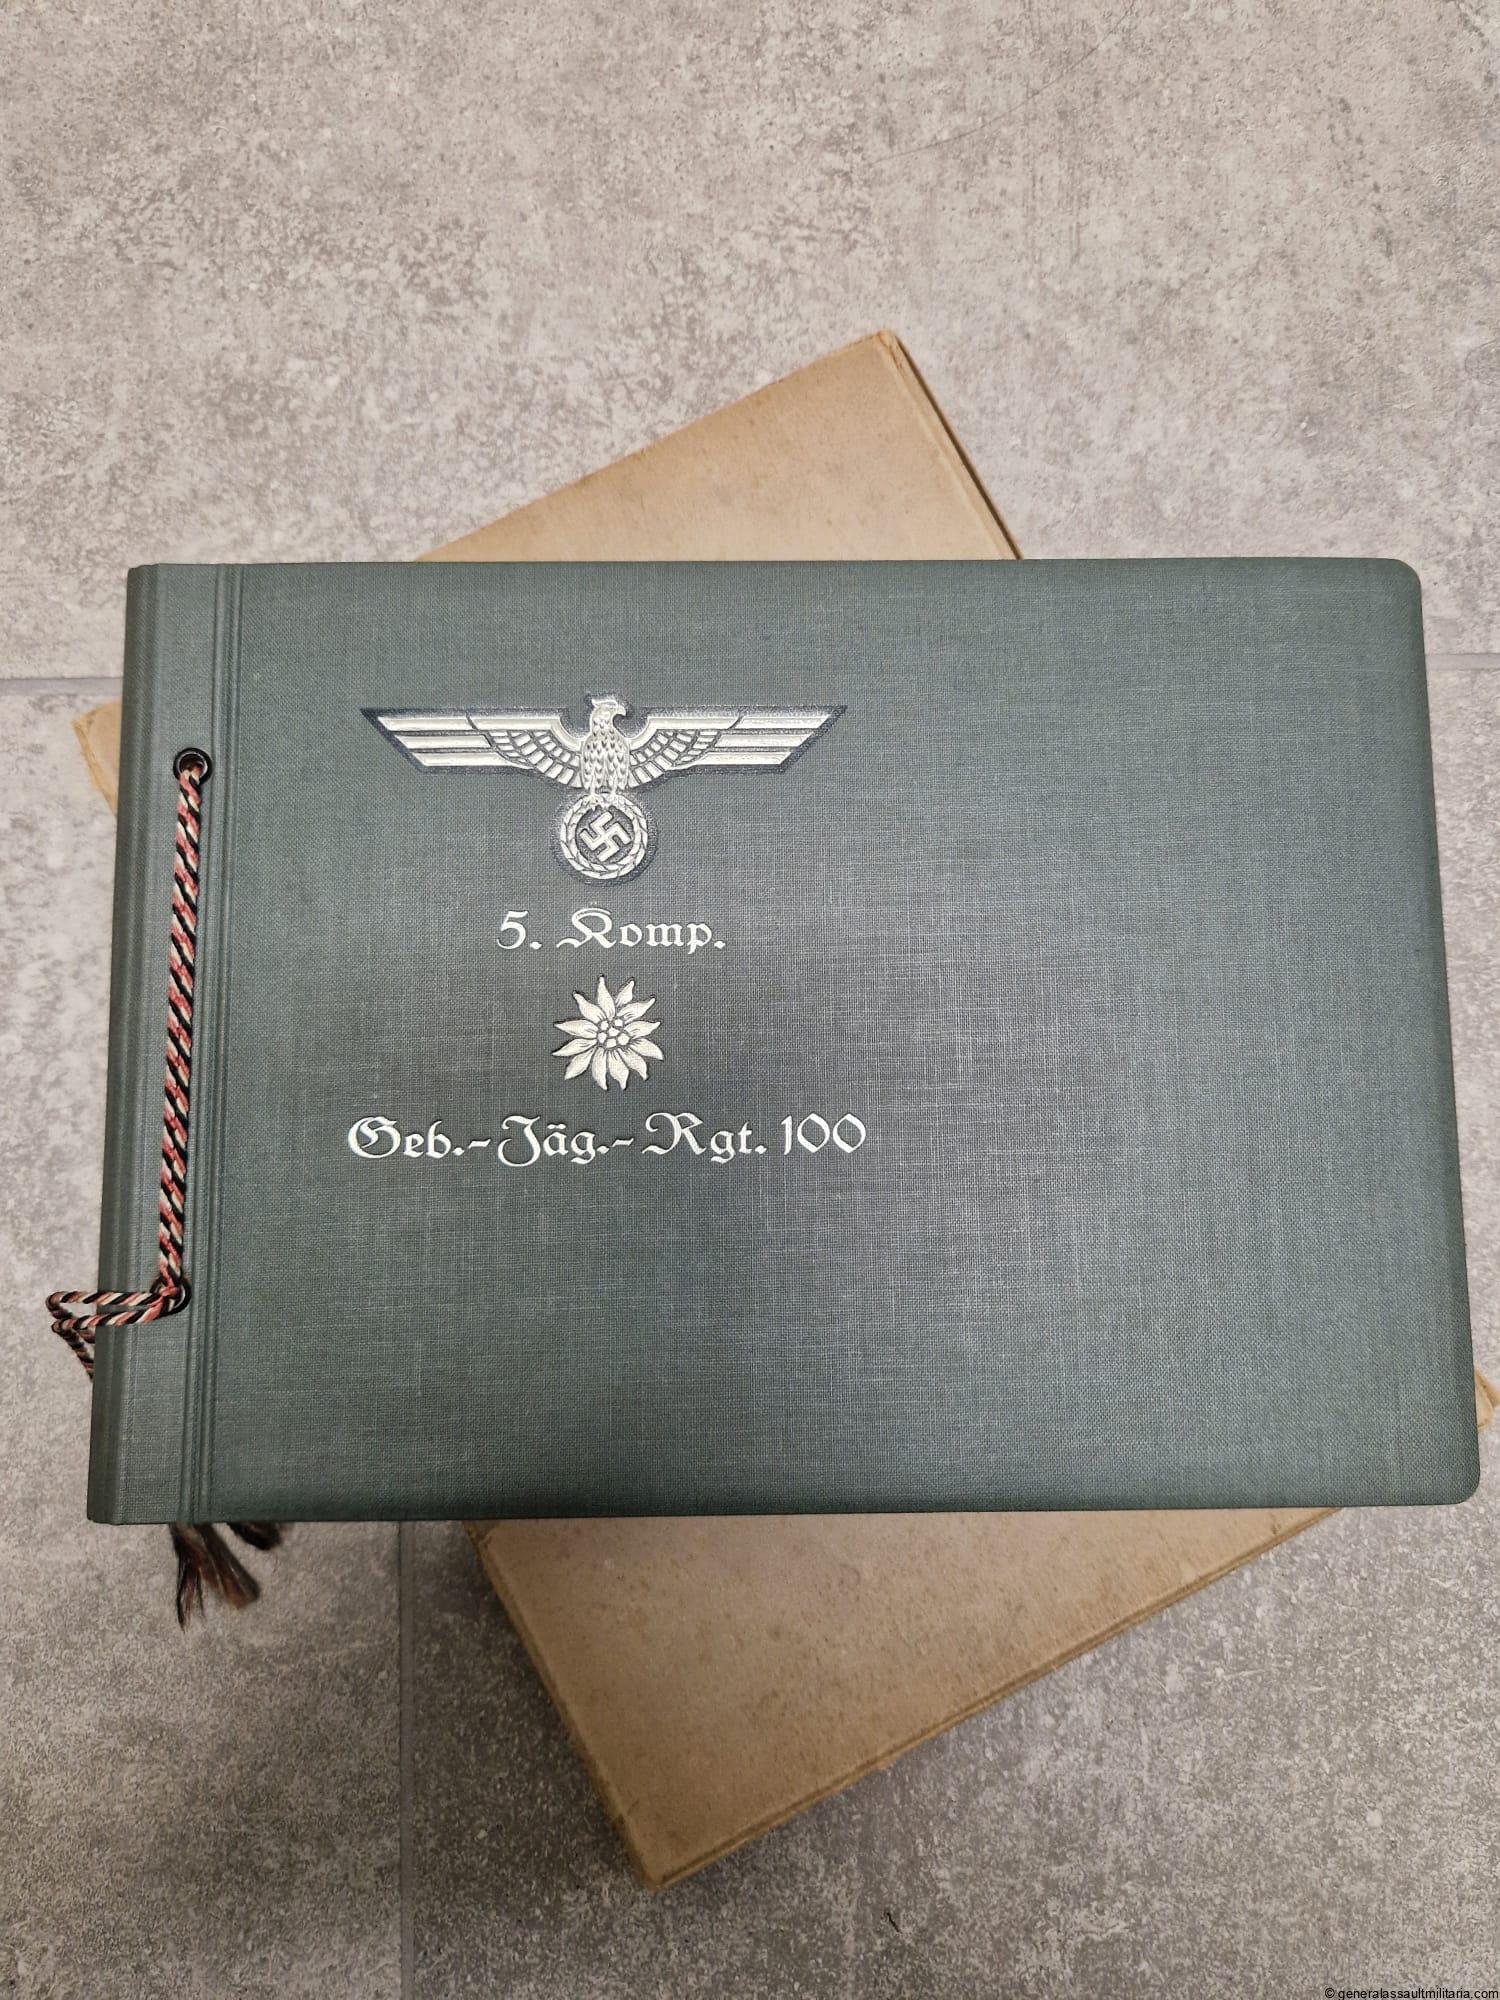 5. Komp.
Geb.-Jäg.-Rgt. 100
© generalassaultmilitaria.com